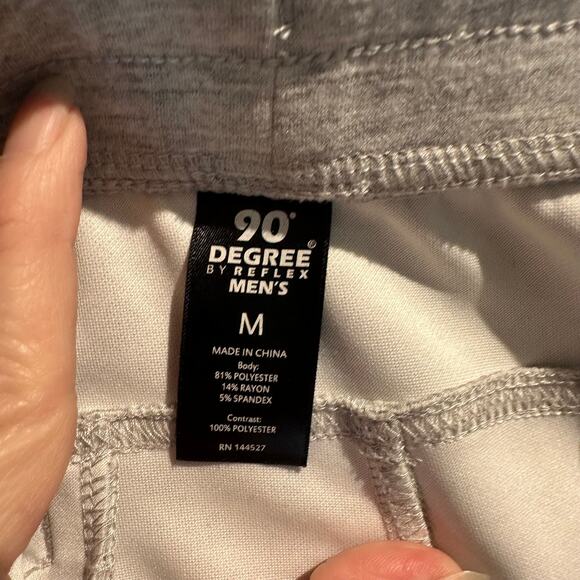 90°
DEGREE®
BY REFLEX
MEN'S
M
MADE IN CHINA
Body:
81% POLYESTER
14% RAYON
5% SPANDEX
Contrast:
100% POLYESTER
RN 144527